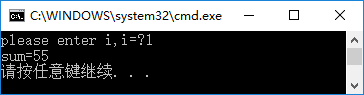 C:\WINDOWS\system32\cmd.exe
please enter i,i=?1
sum=55
请按任意键继续. . .